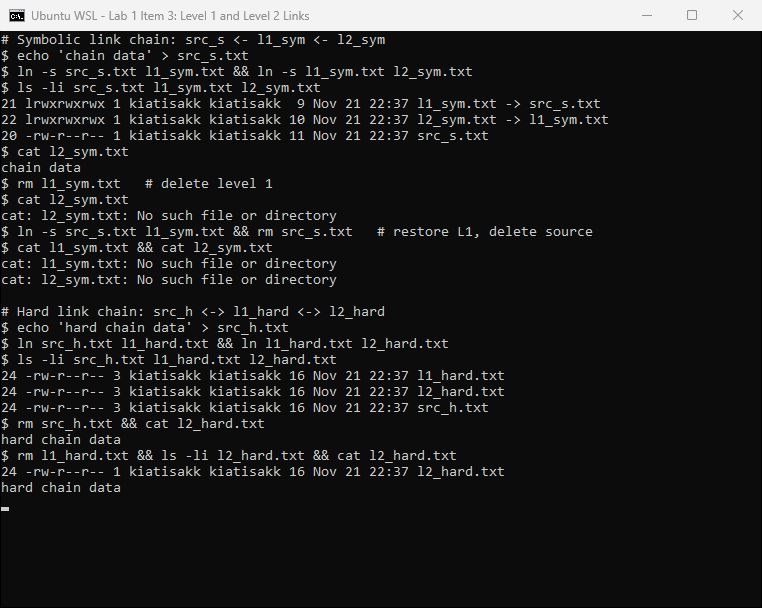 Ubuntu WSL - Lab 1 Item 3: Level 1 and Level 2 Links
# Symbolic link chain: src_s <- l1_sym <- l2_sym
$ echo 'chain data' > src_s.txt
$ ln -s src_s.txt l1_sym.txt && ln -s l1_sym.txt l2_sym.txt
$ ls -li src_s.txt l1_sym.txt l2_sym.txt
21 lrwxrwxrwx 1 kiatisakk kiatisakk  9 Nov 21 22:37 l1_sym.txt -> src_s.txt
22 lrwxrwxrwx 1 kiatisakk kiatisakk 10 Nov 21 22:37 l2_sym.txt -> l1_sym.txt
20 -rw-r--r-- 1 kiatisakk kiatisakk 11 Nov 21 22:37 src_s.txt
$ cat l2_sym.txt
chain data
$ rm l1_sym.txt   # delete level 1
$ cat l2_sym.txt
cat: l2_sym.txt: No such file or directory
$ ln -s src_s.txt l1_sym.txt && rm src_s.txt   # restore L1, delete source
$ cat l1_sym.txt && cat l2_sym.txt
cat: l1_sym.txt: No such file or directory
cat: l2_sym.txt: No such file or directory
# Hard link chain: src_h <-> l1_hard <-> l2_hard
$ echo 'hard chain data' > src_h.txt
$ ln src_h.txt l1_hard.txt && ln l1_hard.txt l2_hard.txt
$ ls -li src_h.txt l1_hard.txt l2_hard.txt
24 -rw-r--r-- 3 kiatisakk kiatisakk 16 Nov 21 22:37 l1_hard.txt
24 -rw-r--r-- 3 kiatisakk kiatisakk 16 Nov 21 22:37 l2_hard.txt
24 -rw-r--r-- 3 kiatisakk kiatisakk 16 Nov 21 22:37 src_h.txt
$ rm src_h.txt && cat l2_hard.txt
hard chain data
$ rm l1_hard.txt && ls -li l2_hard.txt && cat l2_hard.txt
24 -rw-r--r-- 1 kiatisakk kiatisakk 16 Nov 21 22:37 l2_hard.txt
hard chain data